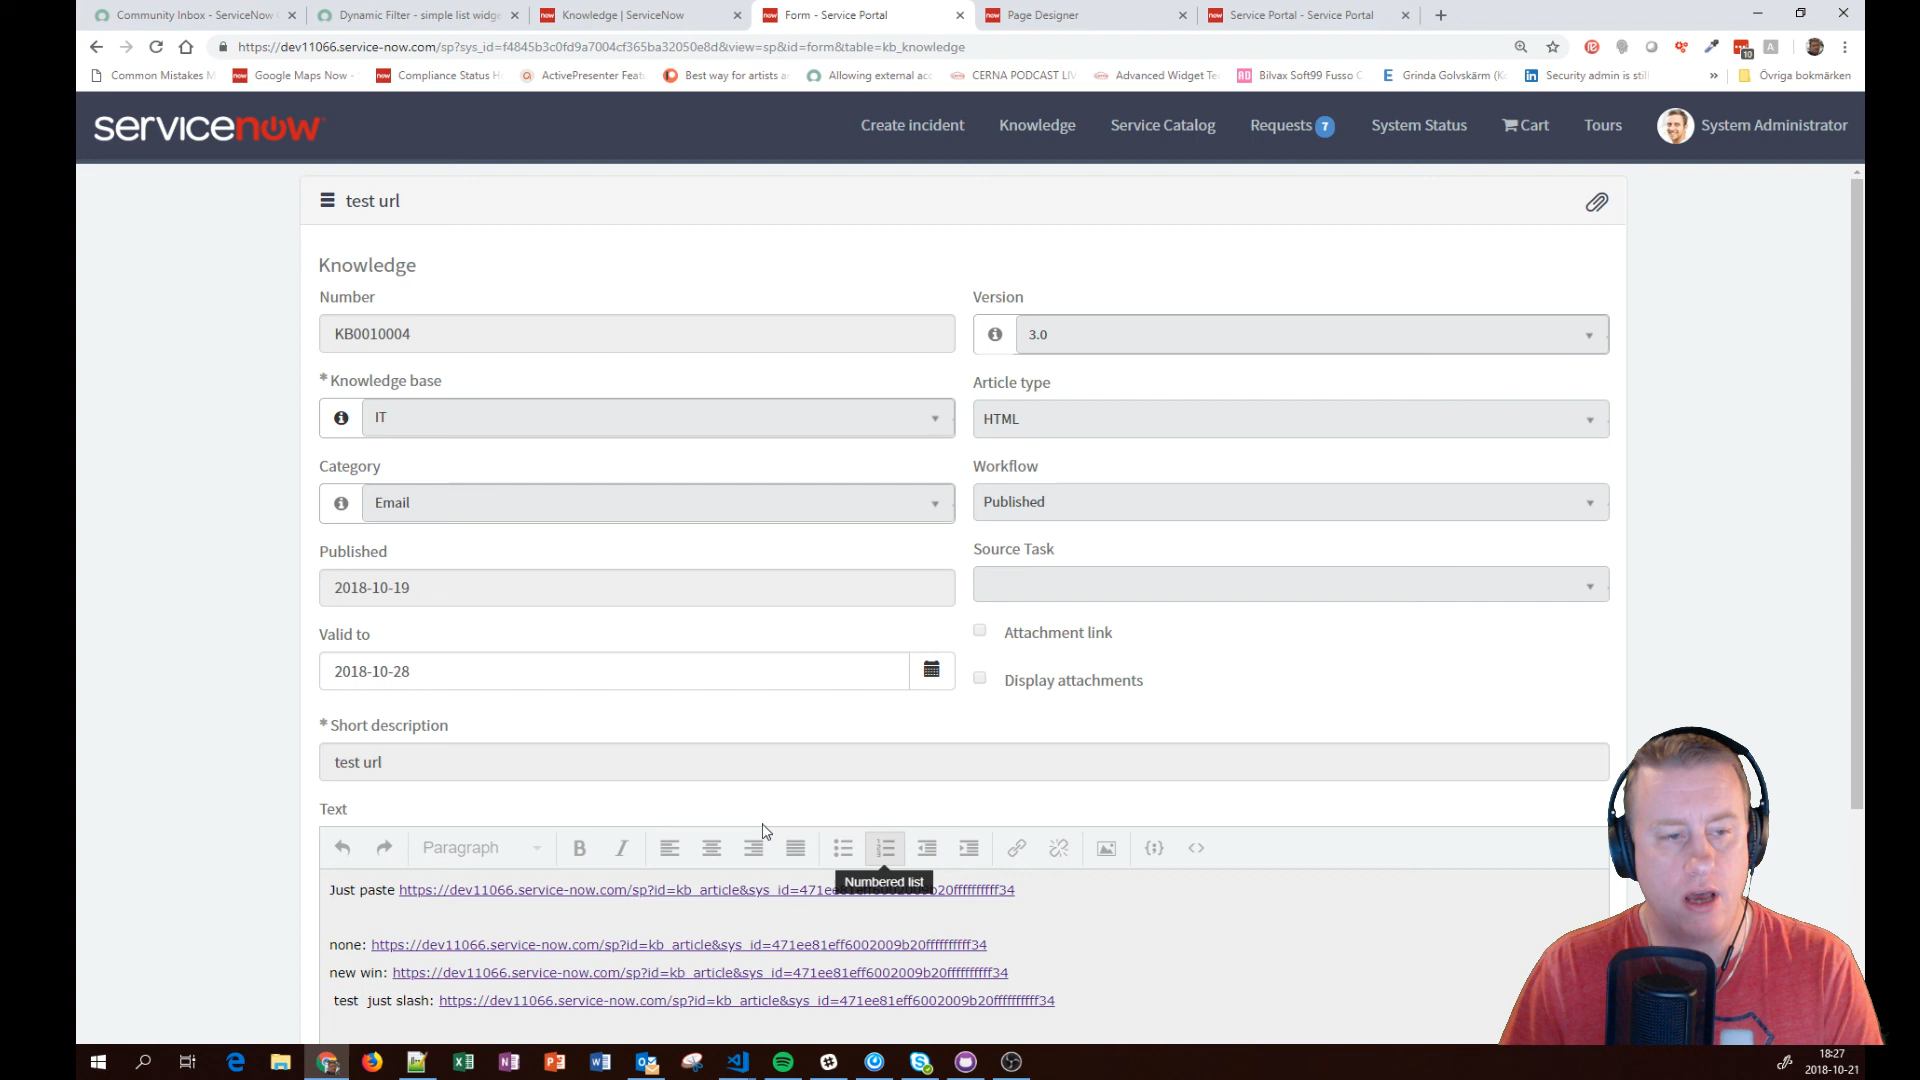 Community Inbox - ServiceNow
Dynamic Filter - simple list widg
Knowledge | ServiceNow
Form - Service Portal
Page Designer
Service Portal - Service Portal
https://dev11066.service-now.com/sp?sys_id=f4845b3c0fd9a7004cf365ba32050e8d&view=sp&id=form&table=kb_knowledge
10
Common Mistakes M
Google Maps Now -
Compliance Status H
ActivePresenter Feat
Best way for artists a
Allowing external acc
CERNA PODCAST LIV
Advanced Widget Te
Bilvax Soft99 Fusso C
Grinda Golvskärm (K
Security admin is stil
»
Övriga bokmärken
servicenow
Create incident
Knowledge
Service Catalog
Requests 7
System Status
Cart
Tours
System Administrator
test url
Knowledge
Number
KB0010004
Version
3.0
* Knowledge base
IT
Article type
HTML
Category
Email
Workflow
Published
Published
2018-10-19
Source Task
Valid to
2018-10-28
Attachment link
Display attachments
* Short description
test url
Text
Paragraph
B I
Numbered list
Just paste https://dev11066.service-now.com/sp?id=kb_article&sys_id=471ee81eff6002009b20ffffffffff34
none: https://dev11066.service-now.com/sp?id=kb_article&sys_id=471ee81eff6002009b20ffffffffff34
new win: https://dev11066.service-now.com/sp?id=kb_article&sys_id=471ee81eff6002009b20ffffffffff34
test just slash: https://dev11066.service-now.com/sp?id=kb_article&sys_id=471ee81eff6002009b20ffffffffff34
18:27
2018-10-21